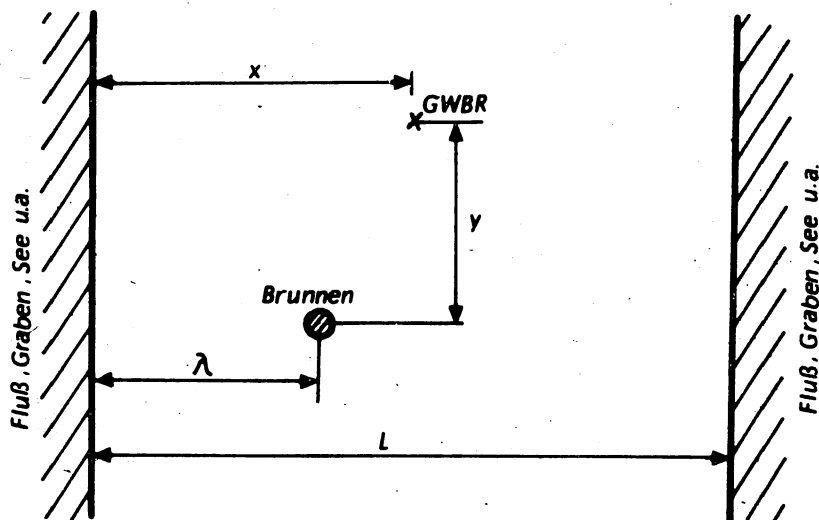 x
GWBR
y
Brunnen
λ
L
Fluß, Graben, See u.a.
Fluß, Graben, See u.a.